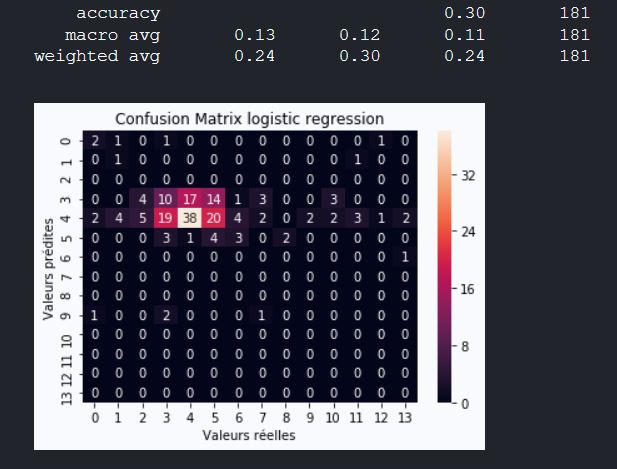 accuracy 0.30 181
macro avg 0.13 0.12 0.11 181
weighted avg 0.24 0.30 0.24 181
Confusion Matrix logistic regression
0 2 1 0 1 0 0 0 0 0 0 0 0 1 0
1 0 1 0 0 0 0 0 0 0 0 0 1 0 0
2 0 0 0 0 0 0 0 0 0 0 0 0 0 0
3 0 0 4 10 17 14 1 3 0 0 3 0 0 0
4 2 4 5 19 38 20 4 2 0 2 2 3 1 2
5 0 0 0 3 1 4 3 0 2 0 0 0 0 0
6 0 0 0 0 0 0 0 0 0 0 0 0 0 1
7 0 0 0 0 0 0 0 0 0 0 0 0 0 0
8 0 0 0 0 0 0 0 0 0 0 0 0 0 0
9 1 0 0 2 0 0 0 1 0 0 0 0 0 0
10 0 0 0 0 0 0 0 0 0 0 0 0 0 0
11 0 0 0 0 0 0 0 0 0 0 0 0 0 0
12 0 0 0 0 0 0 0 0 0 0 0 0 0 0
13 0 0 0 0 0 0 0 0 0 0 0 0 0 0
0 1 2 3 4 5 6 7 8 9 10 11 12 13
Valeurs réelles
Valeurs prédites
32
24
16
8
0